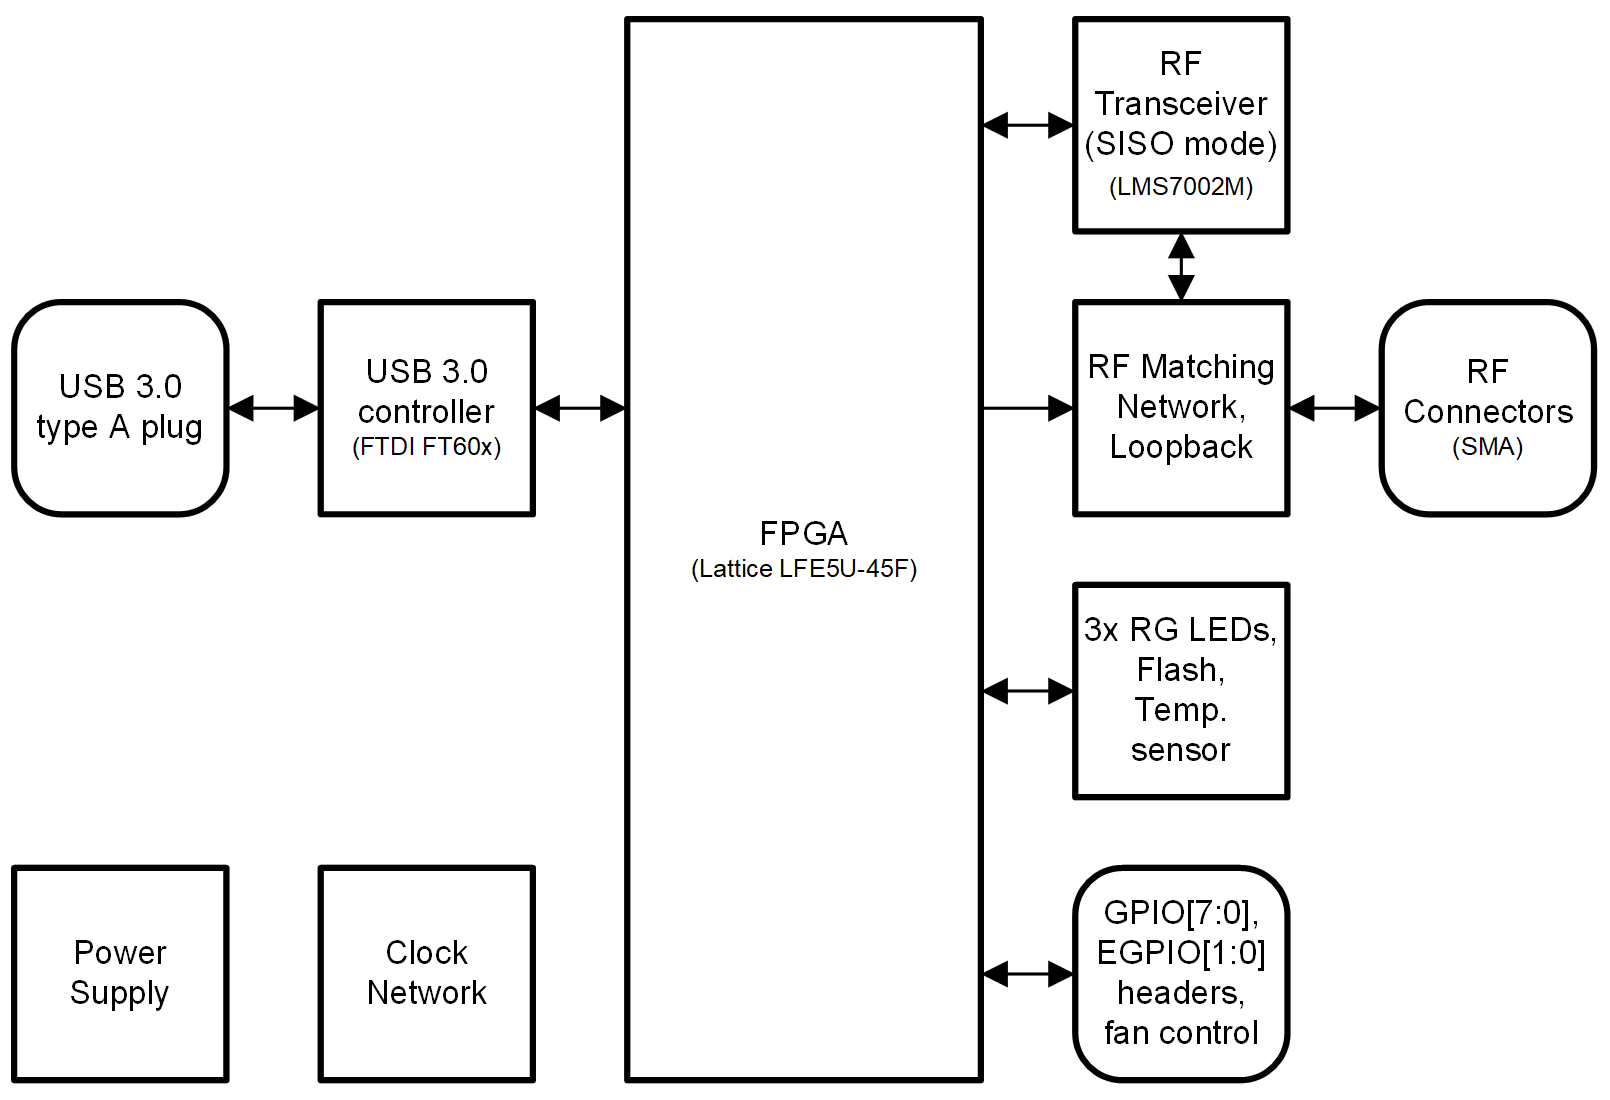 RF
Transceiver
(SISO mode)
(LMS7002M)
USB 3.0
type A plug
USB 3.0
controller
(FTDI FT60x)
FPGA
(Lattice LFE5U-45F)
RF Matching
Network,
Loopback
RF
Connectors
(SMA)
3x RG LEDs,
Flash,
Temp.
sensor
Power
Supply
Clock
Network
GPIO[7:0],
EGPIO[1:0]
headers,
fan control